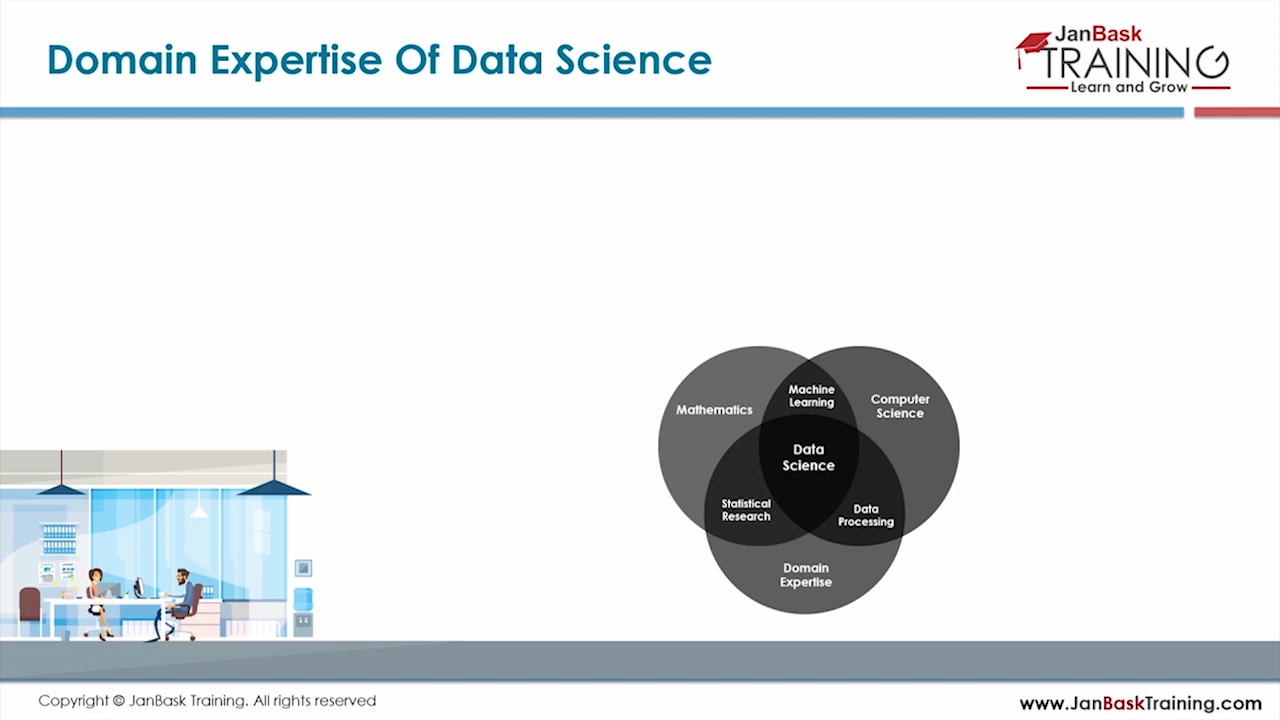 Domain Expertise Of Data Science
JanBask
TRAINING
Learn and Grow
Mathematics
Machine
Learning
Computer
Science
Data
Science
Statistical
Research
Data
Processing
Domain
Expertise
Copyright © JanBask Training. All rights reserved
www.JanBaskTraining.com